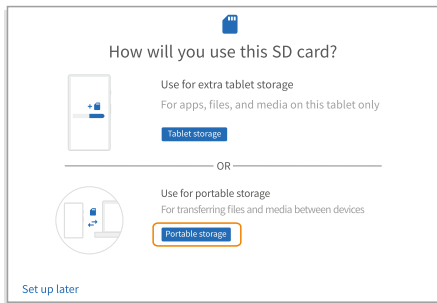 How will you use this SD card?
Use for extra tablet storage
For apps, files, and media on this tablet only
Tablet storage
OR
Use for portable storage
For transferring files and media between devices
Portable storage
Set up later